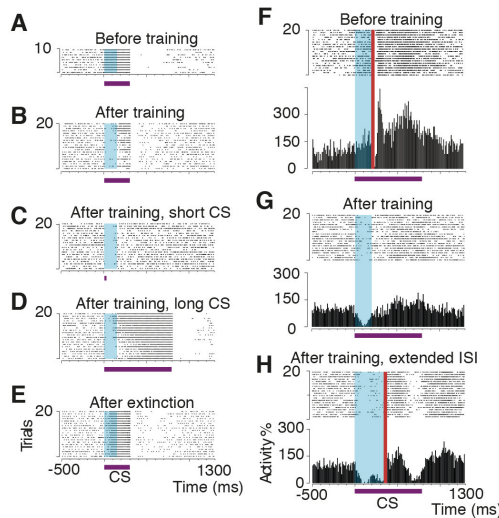 A
Before training
10
B
After training
20
C
After training, short CS
20
D
After training, long CS
20
E
After extinction
20
Trials
-500
CS
1300
Time (ms)
F
Before training
20
300
150
0
G
After training
20
300
150
0
H
After training, extended ISI
20
300
150
0
Activity%
-500
CS
1300
Time (ms)